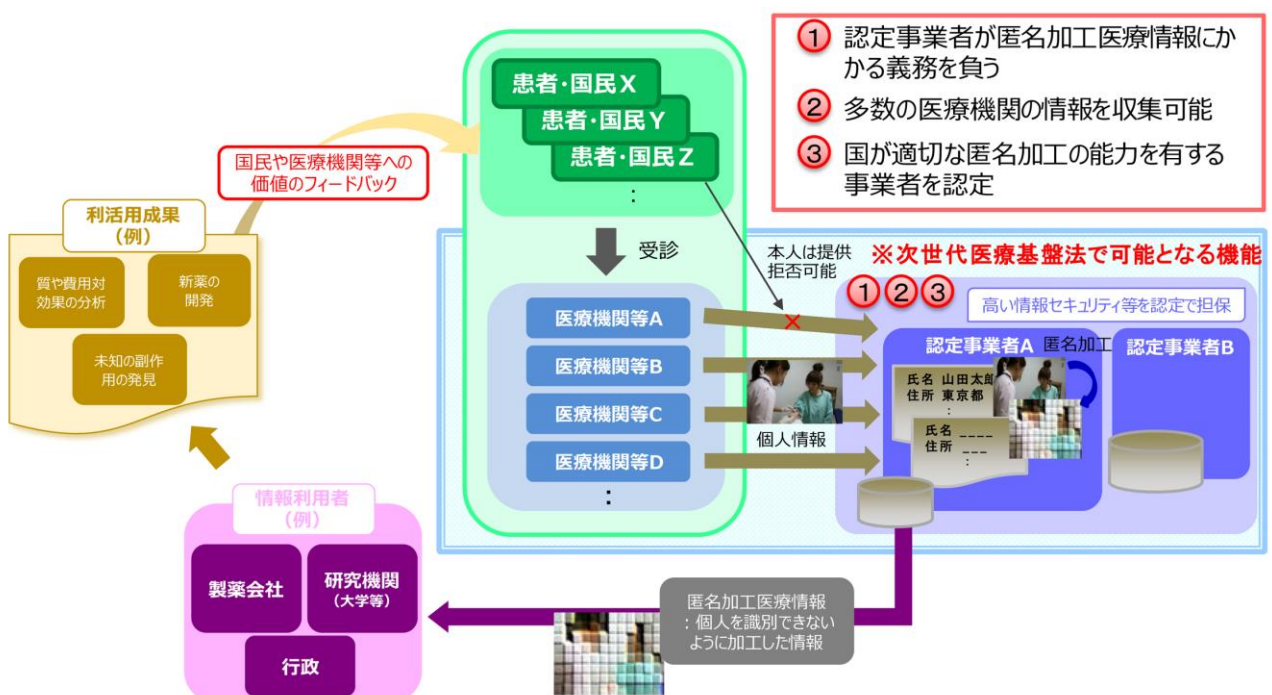 ① 認定事業者が匿名加工医療情報にか
かる義務を負う
② 多数の医療機関の情報を収集可能
③ 国が適切な匿名加工の能力を有する
事業者を認定
患者・国民X
患者・国民Y
患者・国民Z
:
国民や医療機関等への
価値のフィードバック
利活用成果
(例)
質や費用対
効果の分析
新薬の
開発
未知の副作
用の発見
受診
本人は提供
拒否可能
※次世代医療基盤法で可能となる機能
① ② ③
高い情報セキュリティ等を認定で担保
医療機関等A
医療機関等B
医療機関等C
医療機関等D
:
個人情報
認定事業者A
匿名加工
認定事業者B
氏名 山田太郎
住所 東京都
:
氏名 ____
住所 ___
:
情報利用者
(例)
製薬会社
研究機関
(大学等)
行政
匿名加工医療情報
:個人を識別できない
ように加工した情報